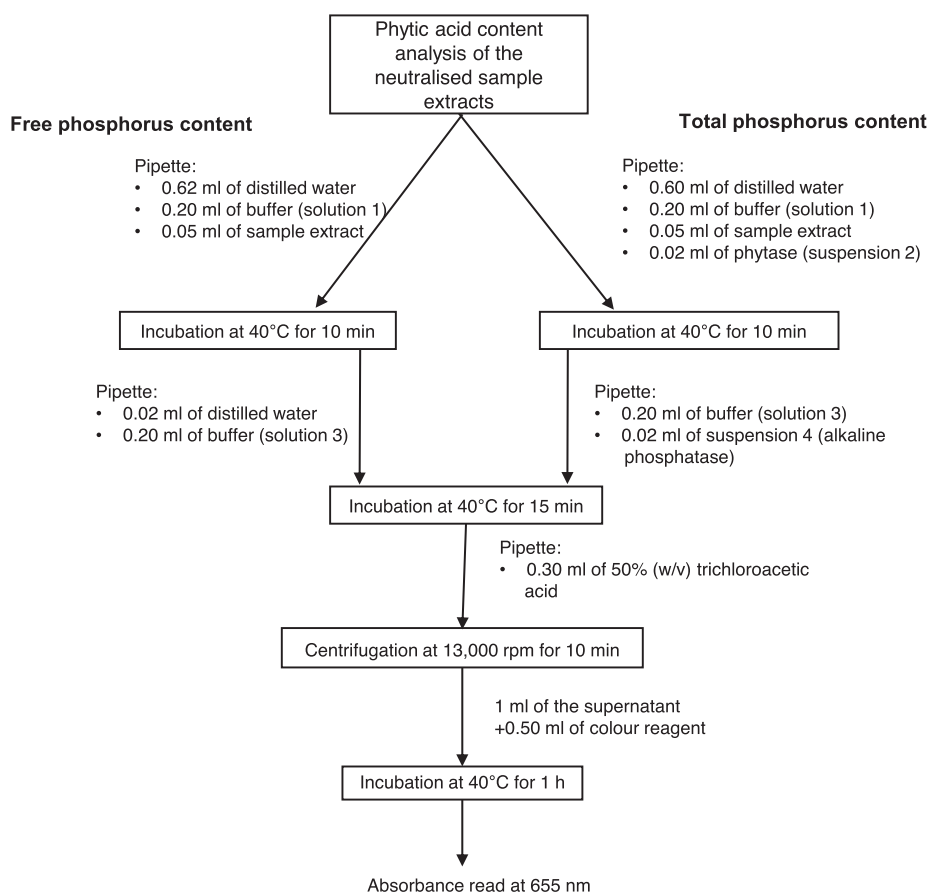 Phytic acid content
analysis of the
neutralised sample
extracts
Free phosphorus content
Total phosphorus content
Pipette:
• 0.62 ml of distilled water
• 0.20 ml of buffer (solution 1)
• 0.05 ml of sample extract
Pipette:
• 0.60 ml of distilled water
• 0.20 ml of buffer (solution 1)
• 0.05 ml of sample extract
• 0.02 ml of phytase (suspension 2)
Incubation at 40°C for 10 min
Incubation at 40°C for 10 min
Pipette:
• 0.02 ml of distilled water
• 0.20 ml of buffer (solution 3)
Pipette:
• 0.20 ml of buffer (solution 3)
• 0.02 ml of suspension 4 (alkaline
phosphatase)
Incubation at 40°C for 15 min
Pipette:
• 0.30 ml of 50% (w/v) trichloroacetic
acid
Centrifugation at 13,000 rpm for 10 min
1 ml of the supernatant
+0.50 ml of colour reagent
Incubation at 40°C for 1 h
Absorbance read at 655 nm